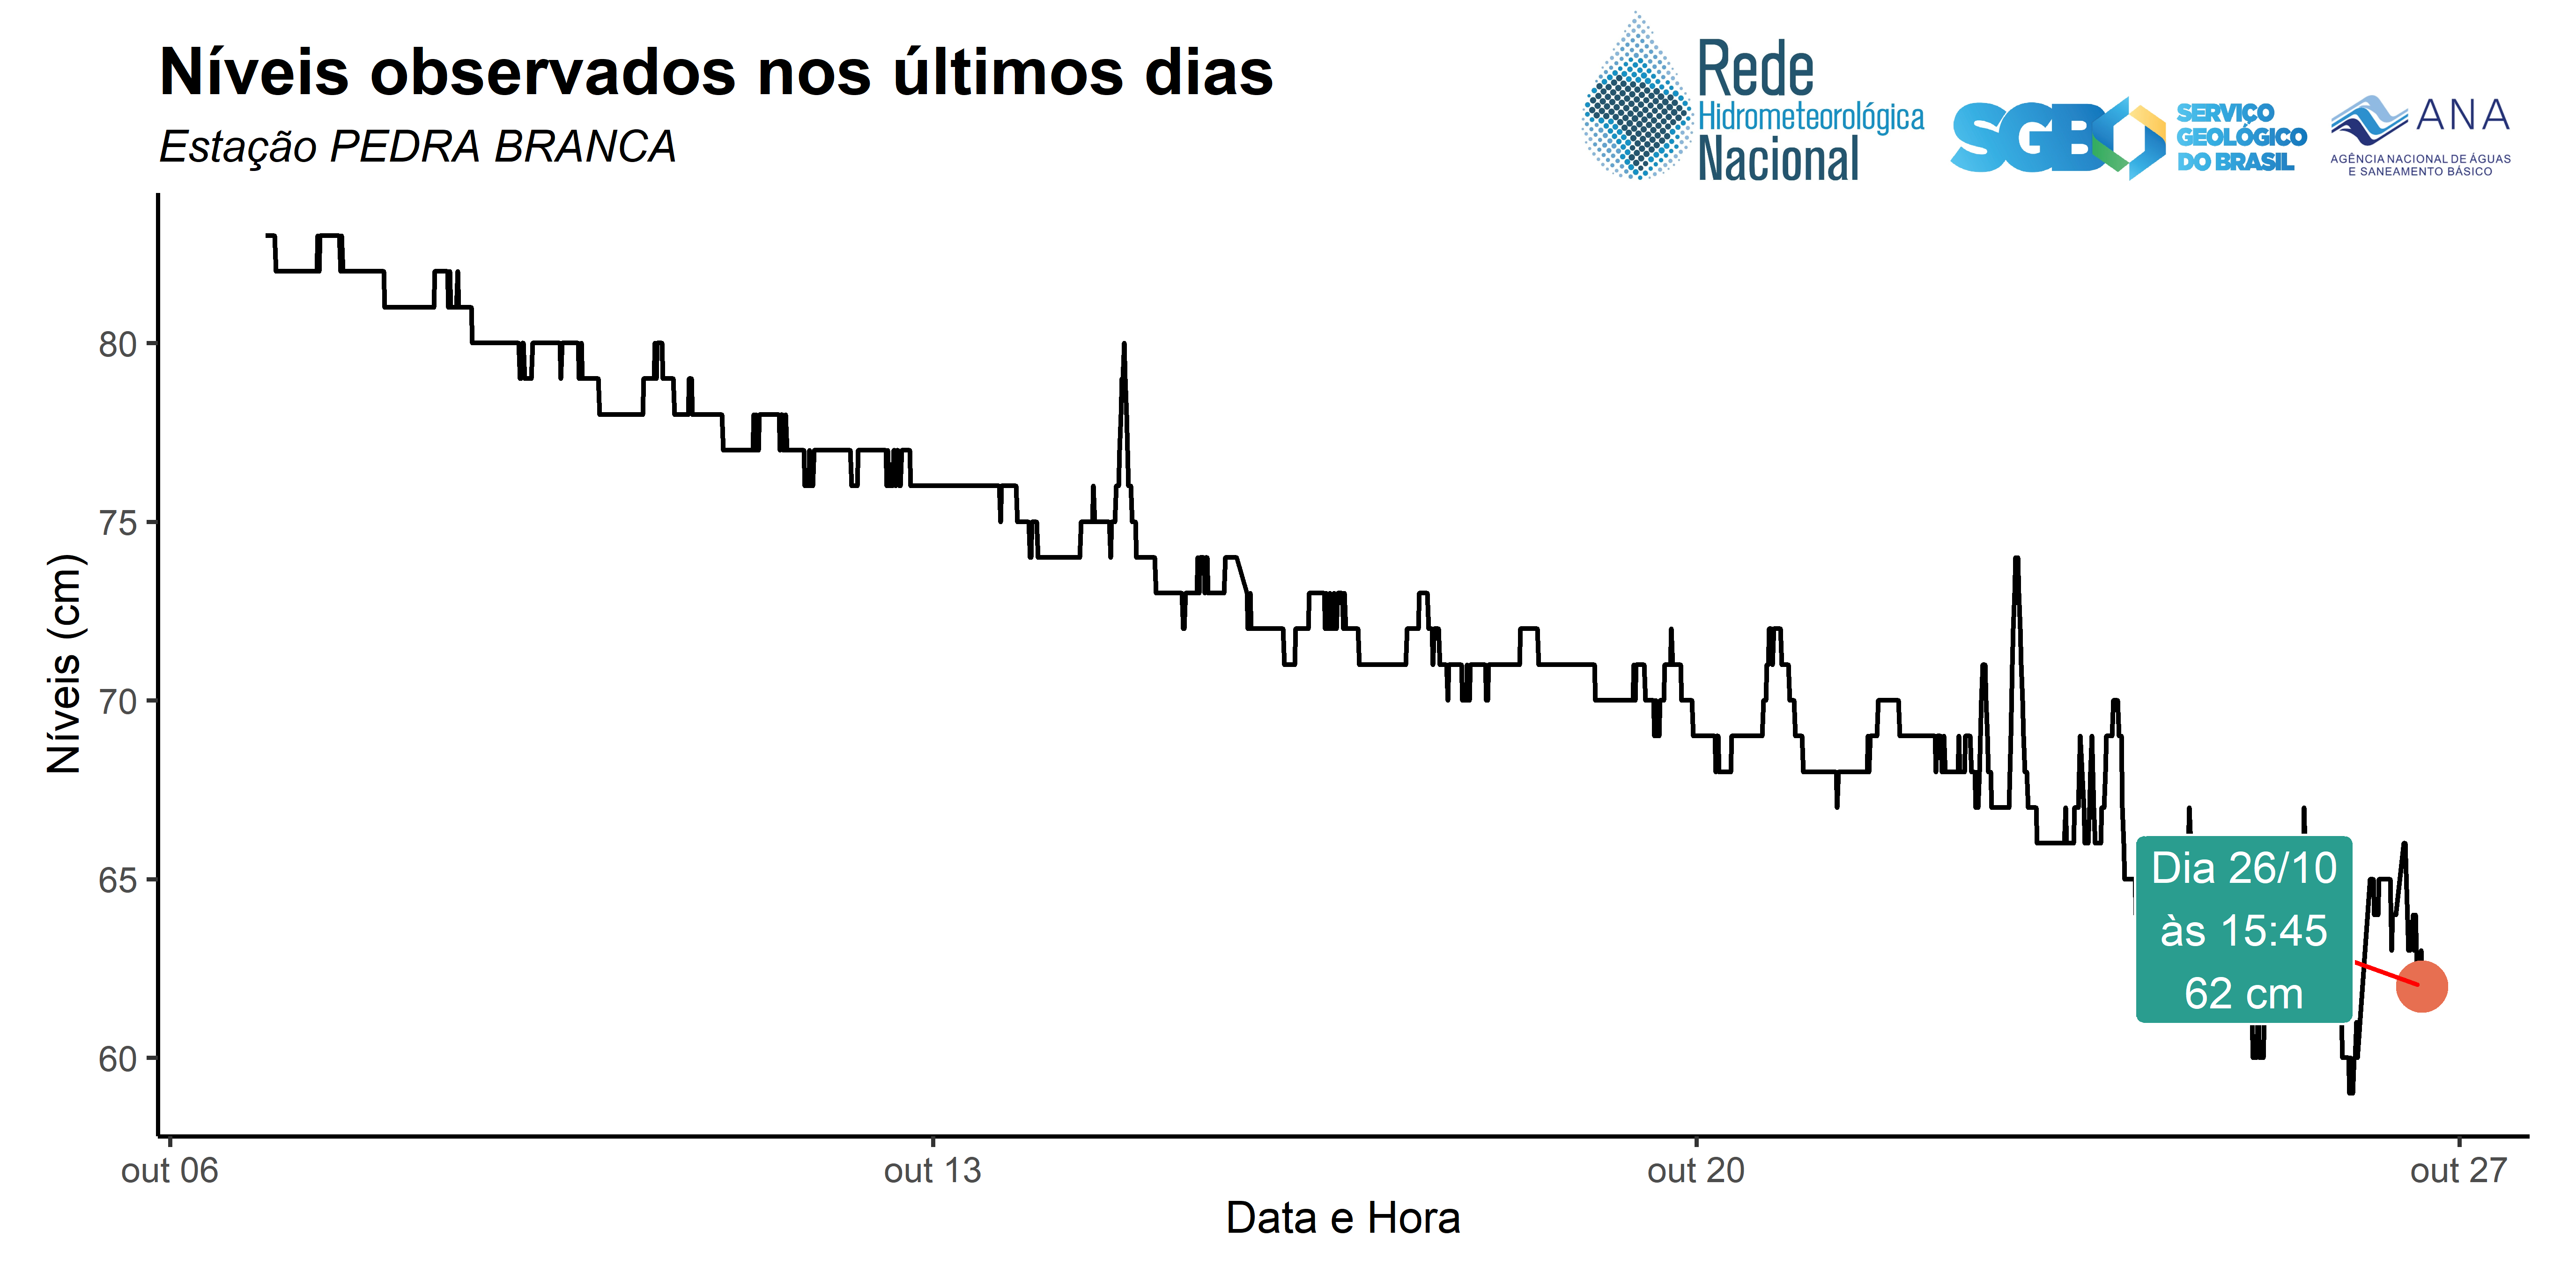 Níveis observados nos últimos dias
Estação PEDRA BRANCA
Rede
Hidrometeorológica
Nacional
SGB
SERVIÇO
GEOLÓGICO
DO BRASIL
ANA
AGÊNCIA NACIONAL DE ÁGUAS
E SANEAMENTO BÁSICO
Níveis (cm)
80
75
70
65
60
Dia 26/10
às 15:45
62 cm
out 06
out 13
out 20
out 27
Data e Hora